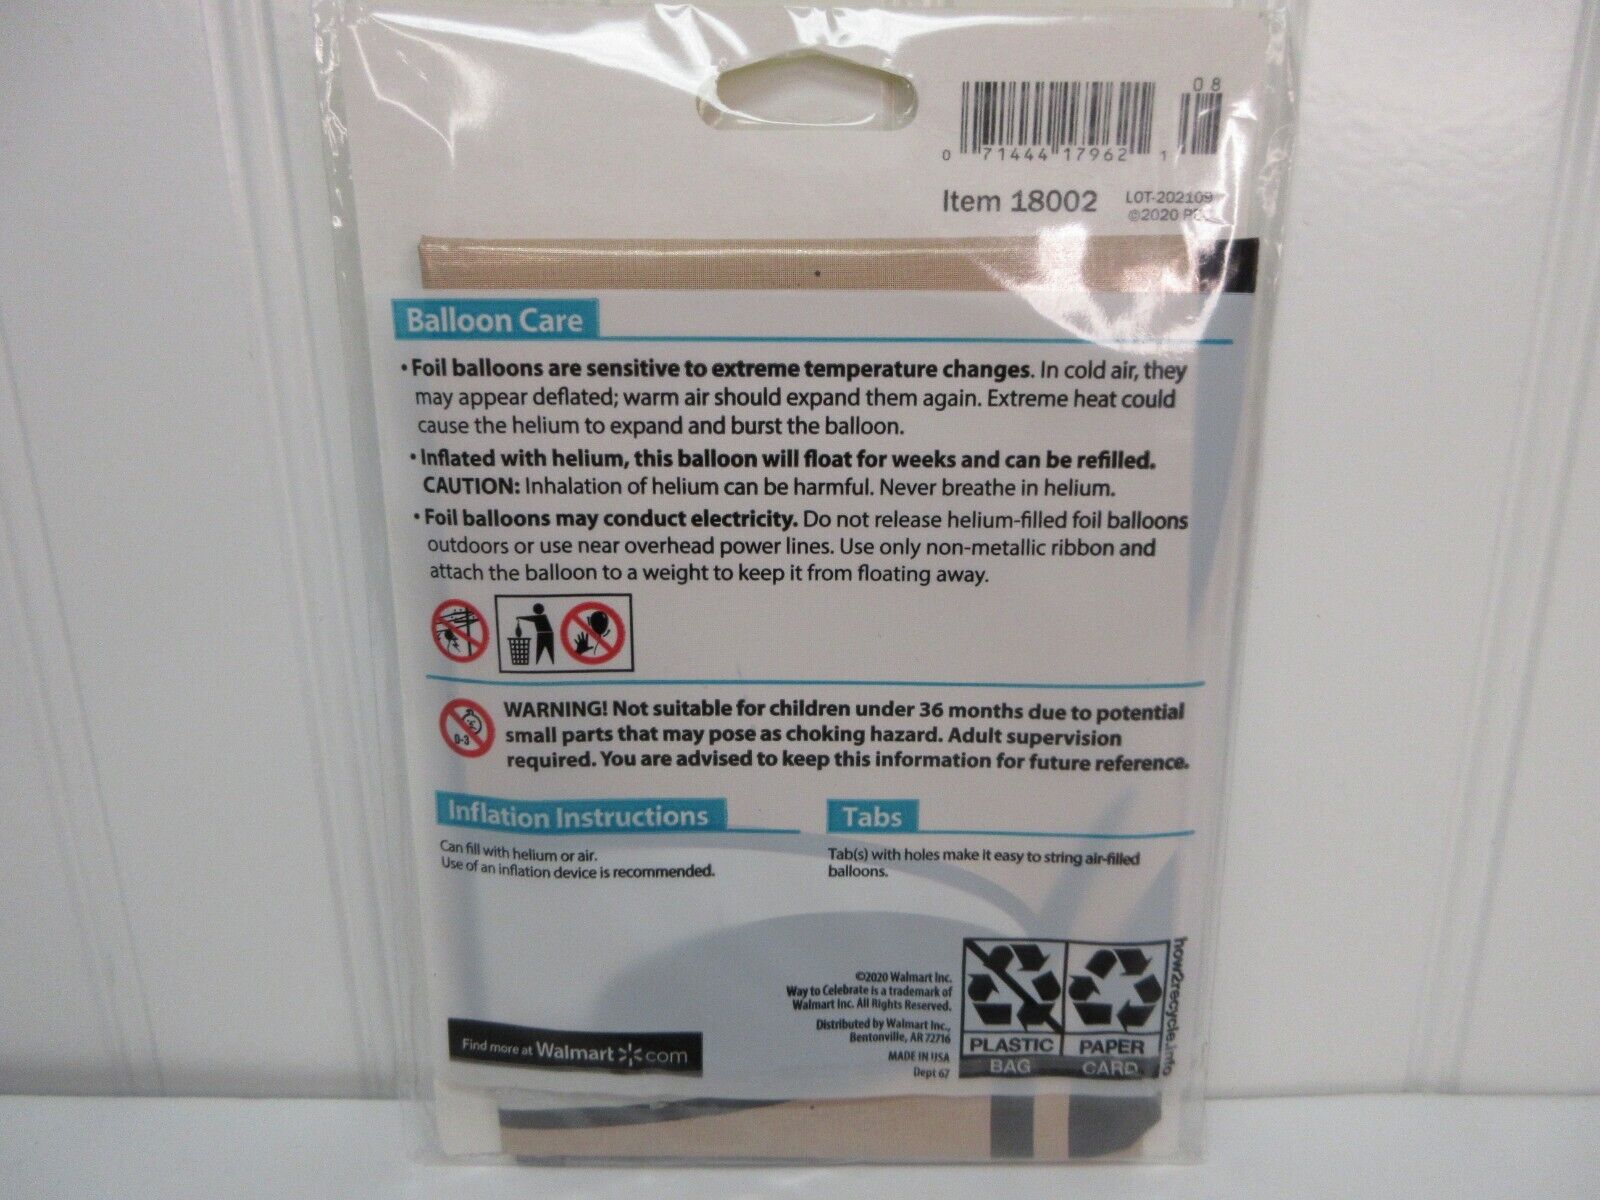 08
0 71444 17962 1
Item 18002
LOT-202109
©2020
Balloon Care
• Foil balloons are sensitive to extreme temperature changes. In cold air, they
may appear deflated; warm air should expand them again. Extreme heat could
cause the helium to expand and burst the balloon.
• Inflated with helium, this balloon will float for weeks and can be refilled.
CAUTION: Inhalation of helium can be harmful. Never breathe in helium.
• Foil balloons may conduct electricity. Do not release helium-filled foil balloons
outdoors or use near overhead power lines. Use only non-metallic ribbon and
attach the balloon to a weight to keep it from floating away.
0-3
WARNING! Not suitable for children under 36 months due to potential
small parts that may pose as choking hazard. Adult supervision
required. You are advised to keep this information for future reference.
Inflation Instructions
Can fill with helium or air.
Use of an inflation device is recommended.
Tabs
Tab(s) with holes make it easy to string air-filled
balloons.
©2020 Walmart Inc.
Way to Celebrate is a trademark of
Walmart Inc. All Rights Reserved.
Distributed by Walmart Inc.,
Bentonville, AR 72716
MADE IN USA
Dept 67
Find more at Walmart.com
PLASTIC
BAG
PAPER
CARD
how2recycle.info